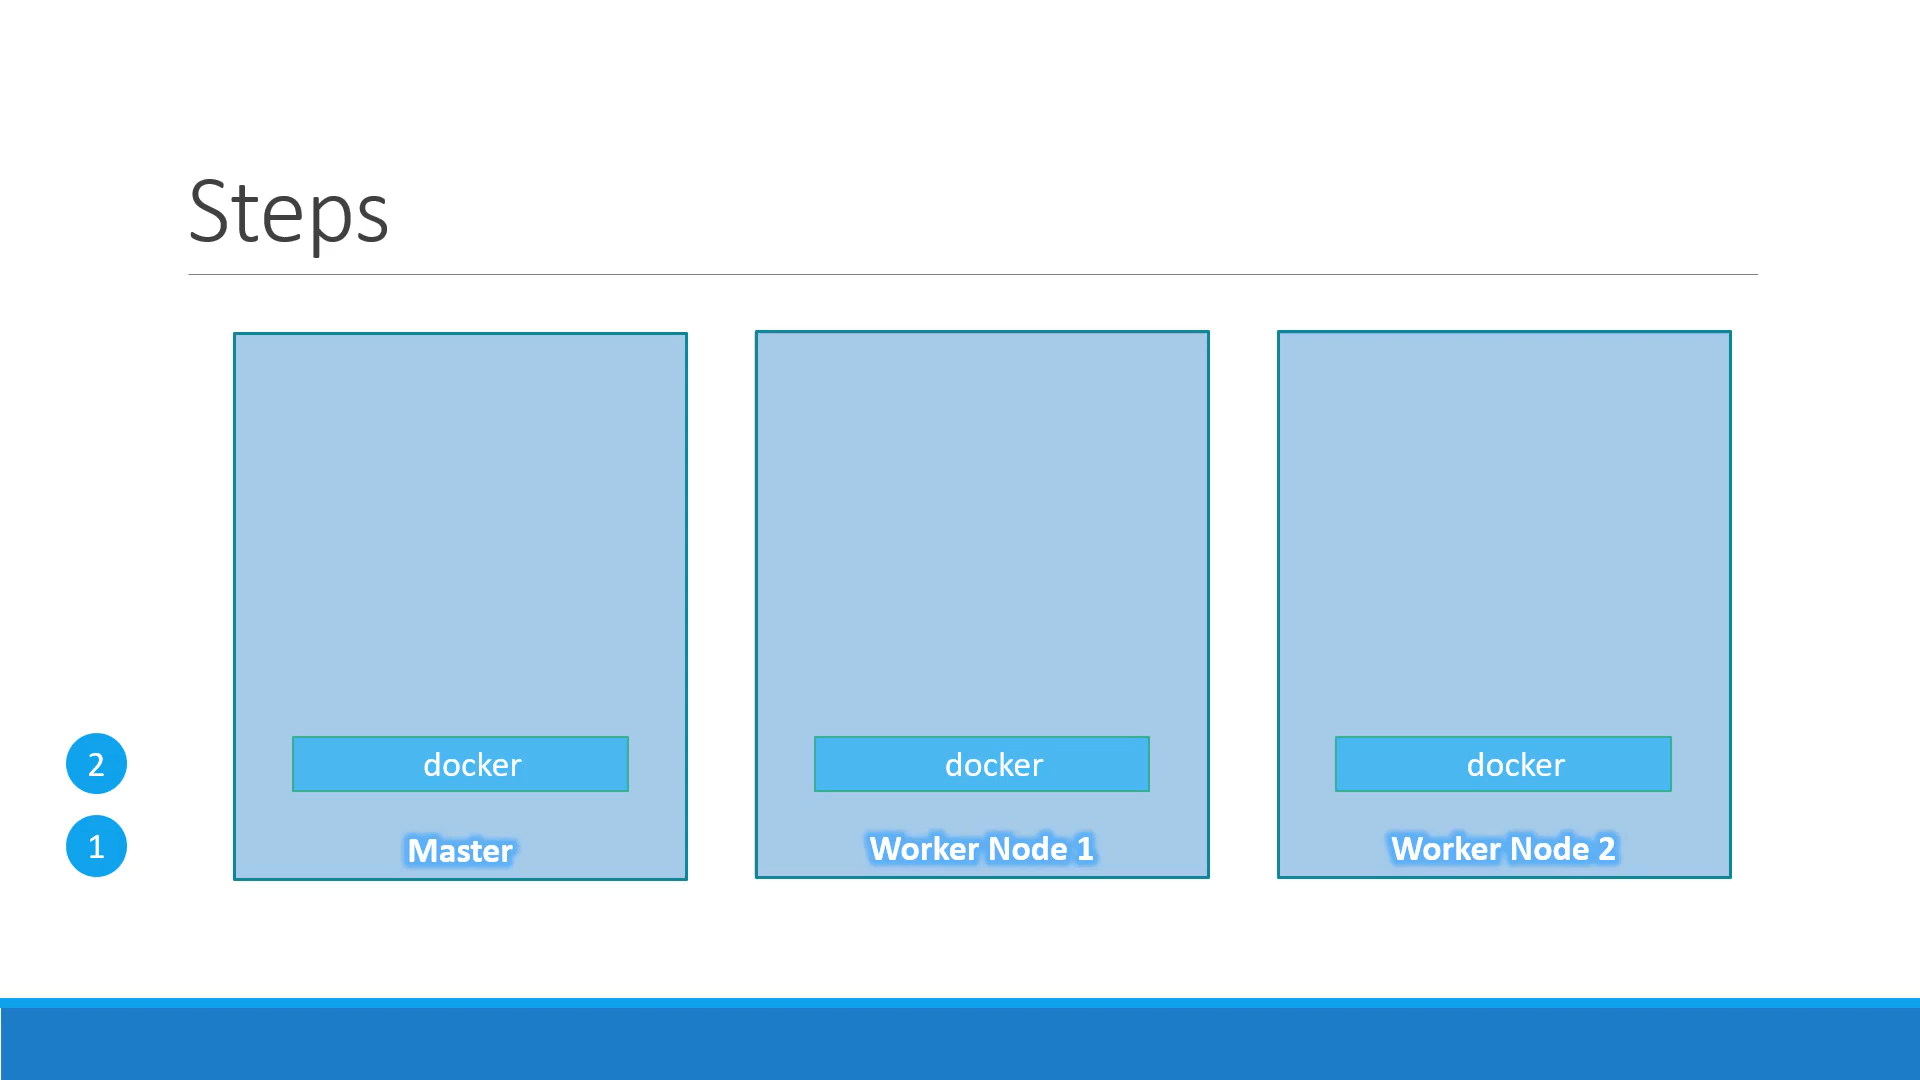 Steps
2
docker
docker
docker
1
Master
Worker Node 1
Worker Node 2